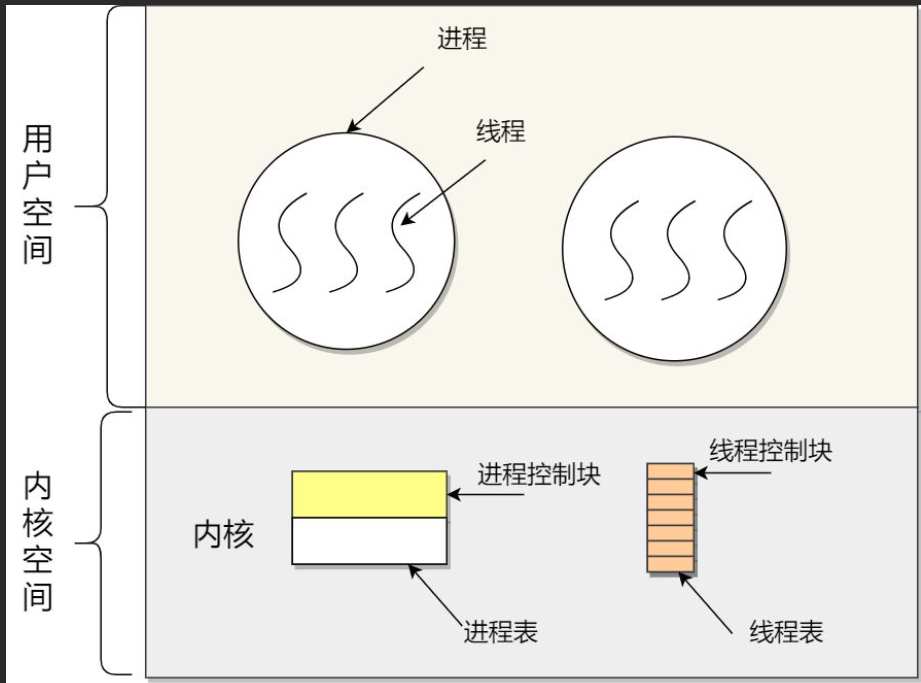 进程
线程
用户空间
进程控制块
线程控制块
内核
内核空间
进程表
线程表